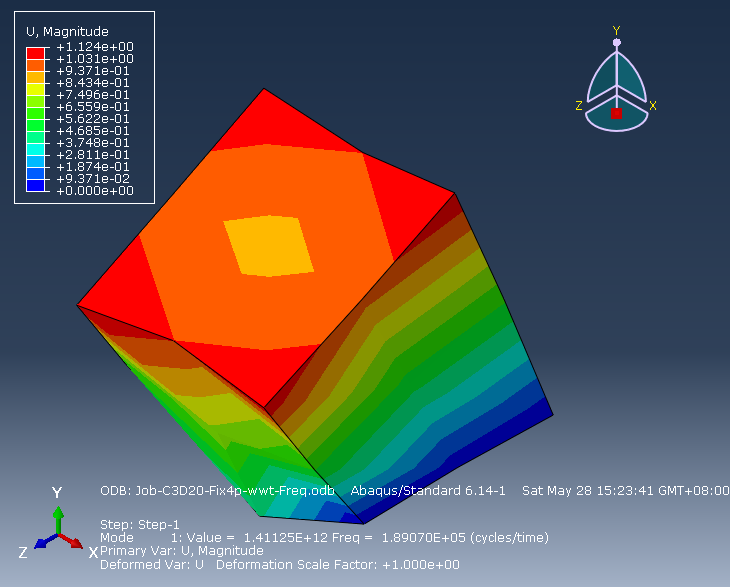 U, Magnitude
+1.124e+00
+1.031e+00
+9.371e-01
+8.434e-01
+7.496e-01
+6.559e-01
+5.622e-01
+4.685e-01
+3.748e-01
+2.811e-01
+1.874e-01
+9.371e-02
+0.000e+00
Y
Z
X
ODB: Job-C3D20-Fix4p-wwt-Freq.odb Abaqus/Standard 6.14-1 Sat May 28 15:23:41 GMT+08:00
Y
Z
X
Step: Step-1
Mode 1: Value = 1.41125E+12 Freq = 1.89070E+05 (cycles/time)
Primary Var: U, Magnitude
Deformed Var: U Deformation Scale Factor: +1.000e+00